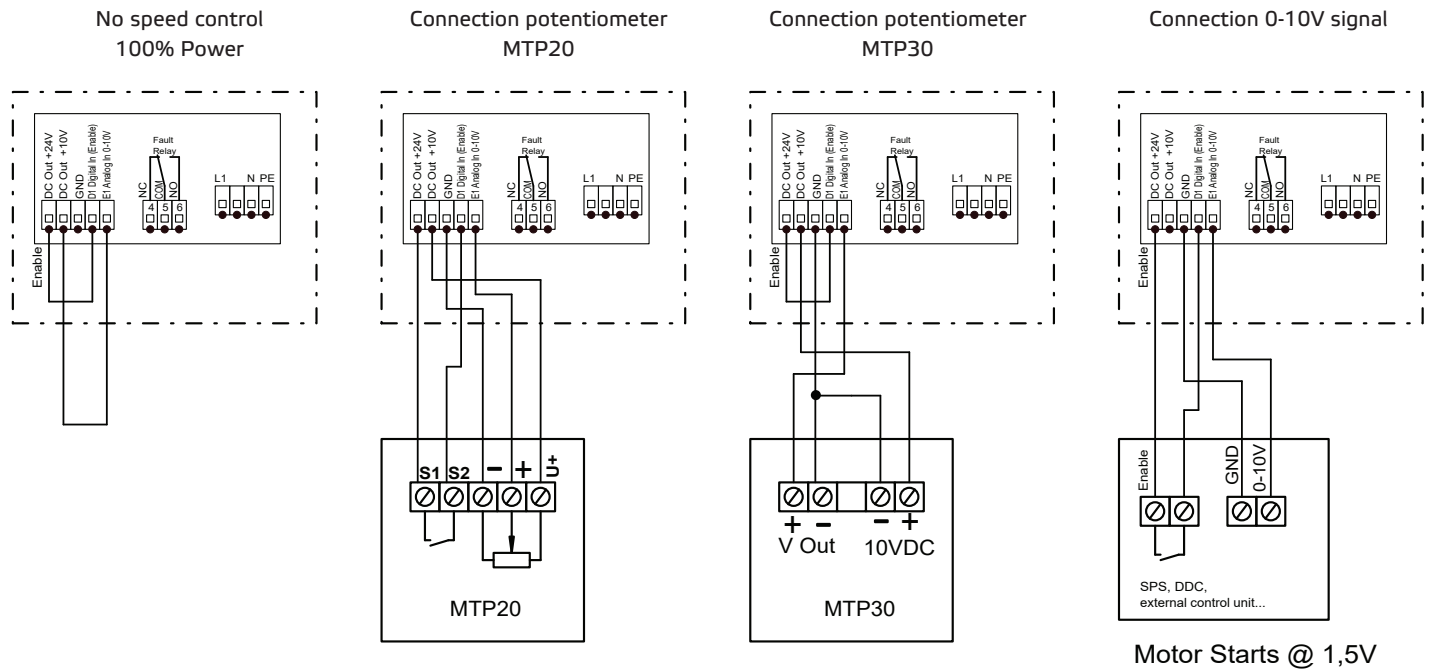 No speed control
100% Power
DC Out +24V
DC Out +10V
GND
D1 Digital In (Enable)
E1 Analog In 0-10V
Fault
Relay
NC
COM
NO
4 5 6
L1 N PE
Enable
Connection potentiometer
MTP20
DC Out +24V
DC Out +10V
GND
D1 Digital In (Enable)
E1 Analog In 0-10V
Fault
Relay
NC
COM
NO
4 5 6
L1 N PE
S1 S2 − + U+
MTP20
Connection potentiometer
MTP30
DC Out +24V
DC Out +10V
GND
D1 Digital In (Enable)
E1 Analog In 0-10V
Fault
Relay
NC
COM
NO
4 5 6
L1 N PE
Enable
+ − − +
V Out 10VDC
MTP30
Connection 0-10V signal
DC Out +24V
DC Out +10V
GND
D1 Digital In (Enable)
E1 Analog In 0-10V
Fault
Relay
NC
COM
NO
4 5 6
L1 N PE
Enable
Enable
GND
0-10V
SPS, DDC,
external control unit...
Motor Starts @ 1,5V